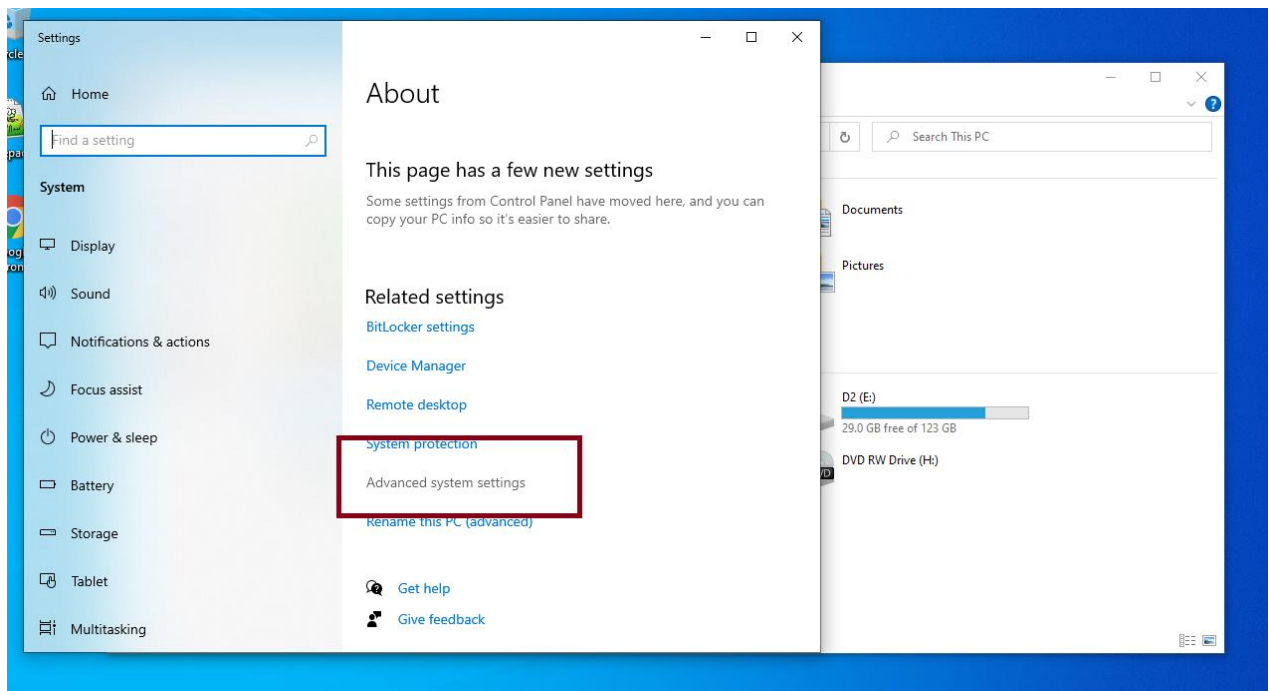 Settings
Home
Find a setting
System
Display
Sound
Notifications & actions
Focus assist
Power & sleep
Battery
Storage
Tablet
Multitasking
About
This page has a few new settings
Some settings from Control Panel have moved here, and you can
copy your PC info so it's easier to share.
Related settings
BitLocker settings
Device Manager
Remote desktop
System protection
Advanced system settings
Rename this PC (advanced)
Get help
Give feedback
Search This PC
Documents
Pictures
D2 (E:)
29.0 GB free of 123 GB
DVD RW Drive (H:)